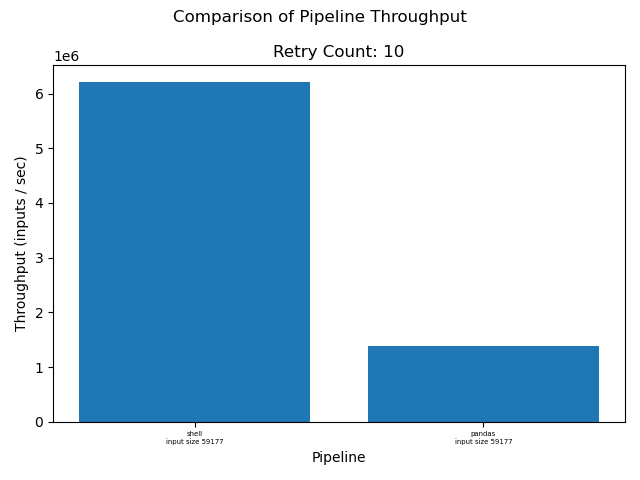 Comparison of Pipeline Throughput
Retry Count: 10
1e6
6
5
4
3
2
1
0
Throughput (inputs / sec)
shell
input size 59177
pandas
input size 59177
Pipeline